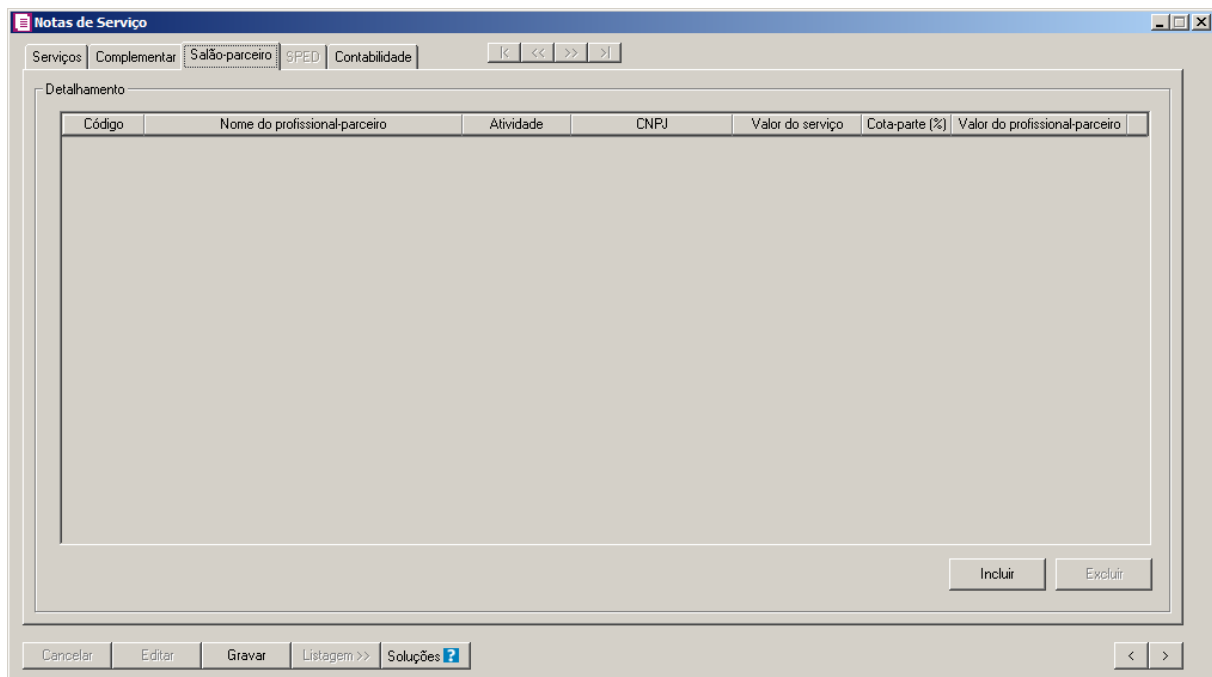 Notas de Serviço
Serviços Complementar Salão-parceiro SPED Contabilidade |< << >> >|
Detalhamento
Código Nome do profissional-parceiro Atividade CNPJ Valor do serviço Cota-parte (%) Valor do profissional-parceiro
Incluir Excluir
Cancelar Editar Gravar Listagem >> Soluções ? < >